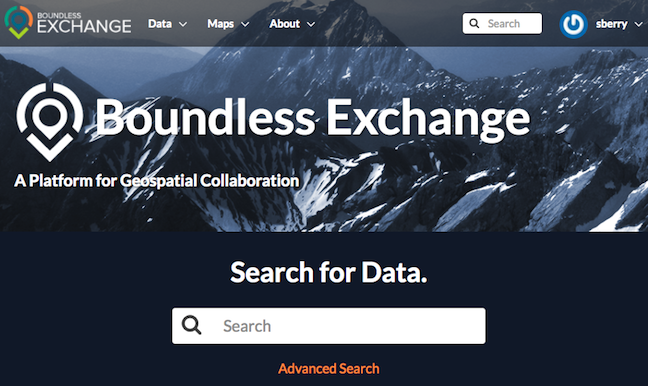 BOUNDLESS
EXCHANGE
Data
Maps
About
Search
sberry
Boundless Exchange
A Platform for Geospatial Collaboration
Search for Data.
Search
Advanced Search